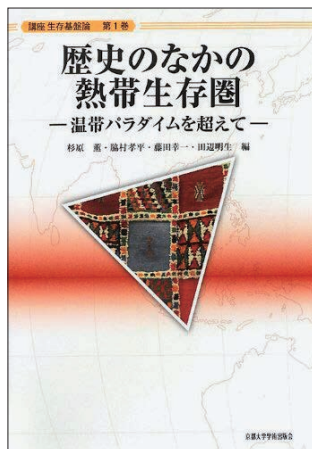 講座 生存基盤論 第1巻
歴史のなかの
熱帯生存圏
―温帯パラダイムを超えて―
杉原 薫・脇村孝平・藤田幸一・田辺明生 編
京都大学学術出版会